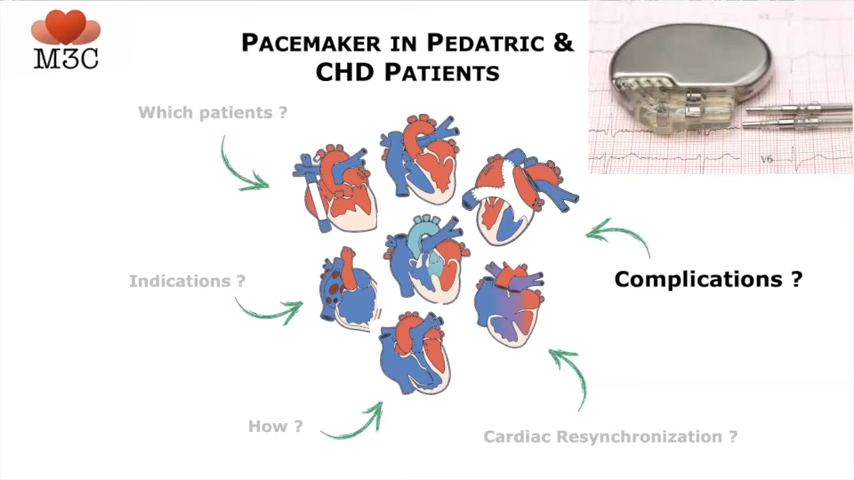 M3C
PACEMAKER IN PEDATRIC &
CHD PATIENTS
Which patients ?
V6
Indications ?
Complications ?
How ?
Cardiac Resynchronization ?